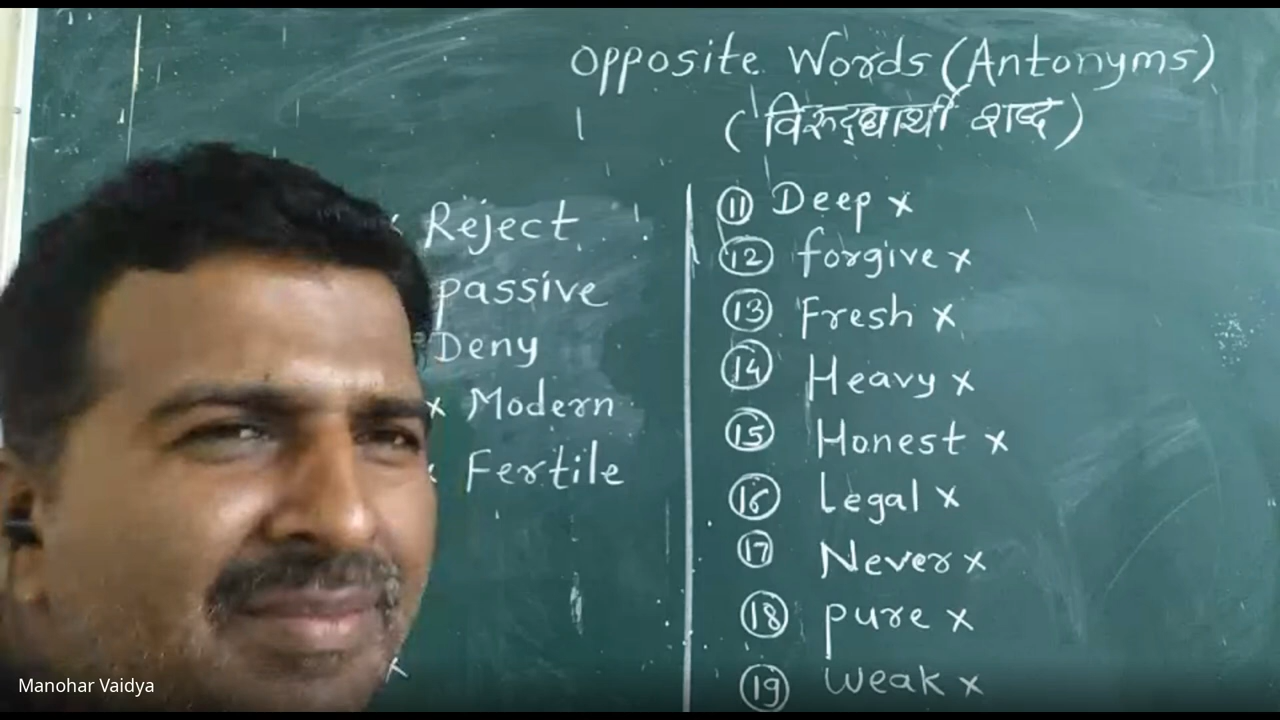 Opposite Words (Antonyms)
(विरूद्धार्थी शब्द)
x Reject
passive
Deny
x Modern
x Fertile
x
11 Deep x
12 forgive x
13 Fresh x
14 Heavy x
15 Honest x
16 Legal x
17 Never x
18 pure x
19 weak x
Manohar Vaidya